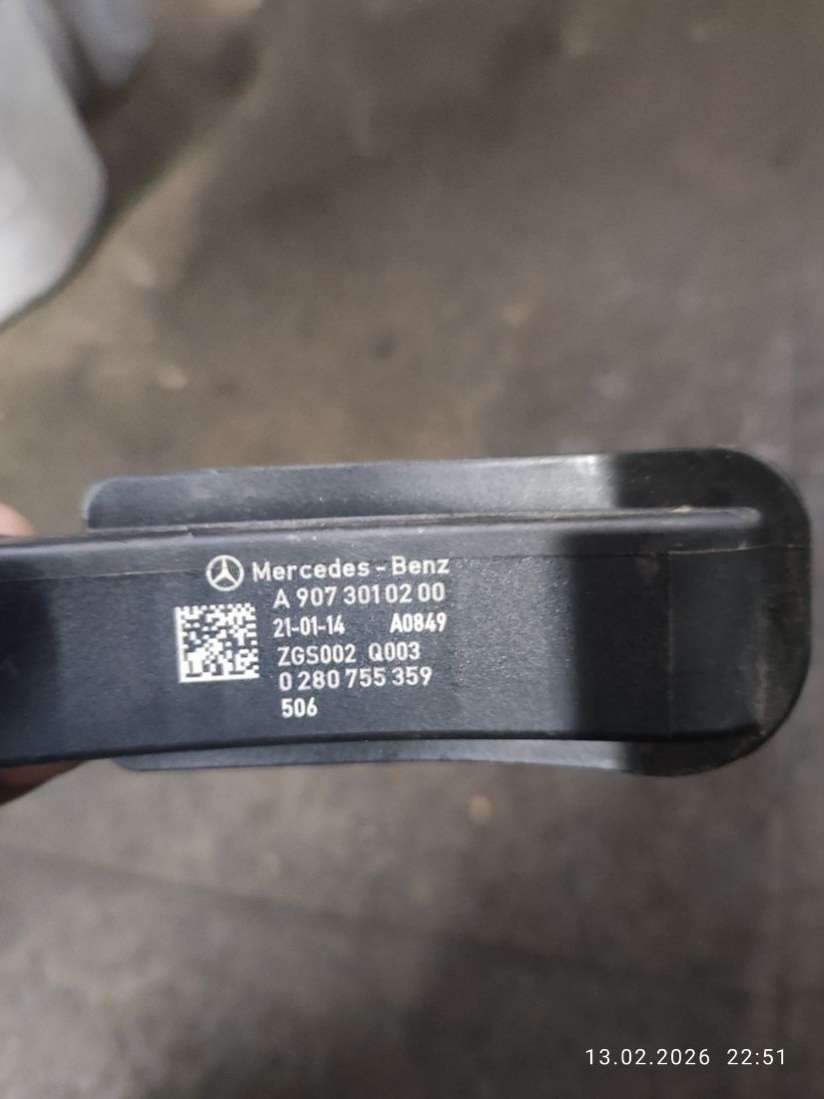 Mercedes-Benz
A 907 301 02 00
21-01-14 A0849
ZGS002 Q003
0 280 755 359
506
13.02.2026 22:51